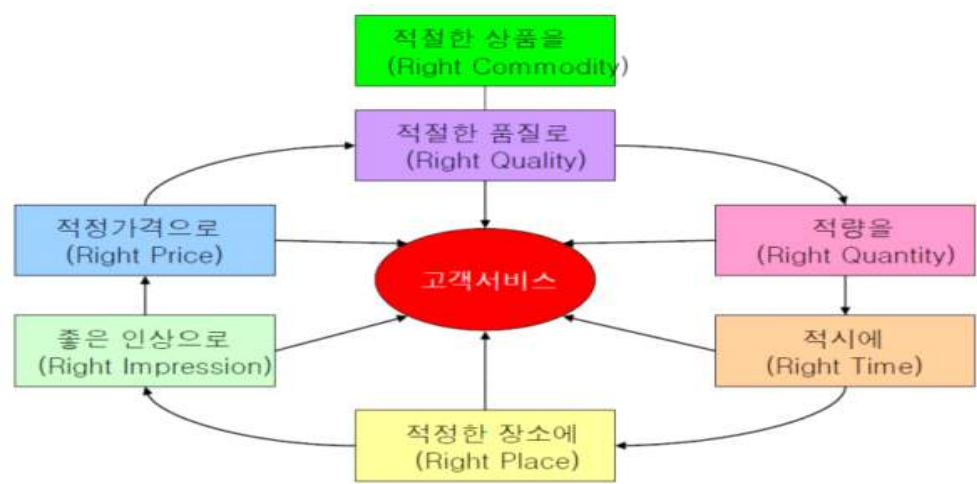 적절한 상품을
(Right Commodity)
적절한 품질로
(Right Quality)
적정가격으로
(Right Price)
적량을
(Right Quantity)
고객서비스
좋은 인상으로
(Right Impression)
적시에
(Right Time)
적정한 장소에
(Right Place)